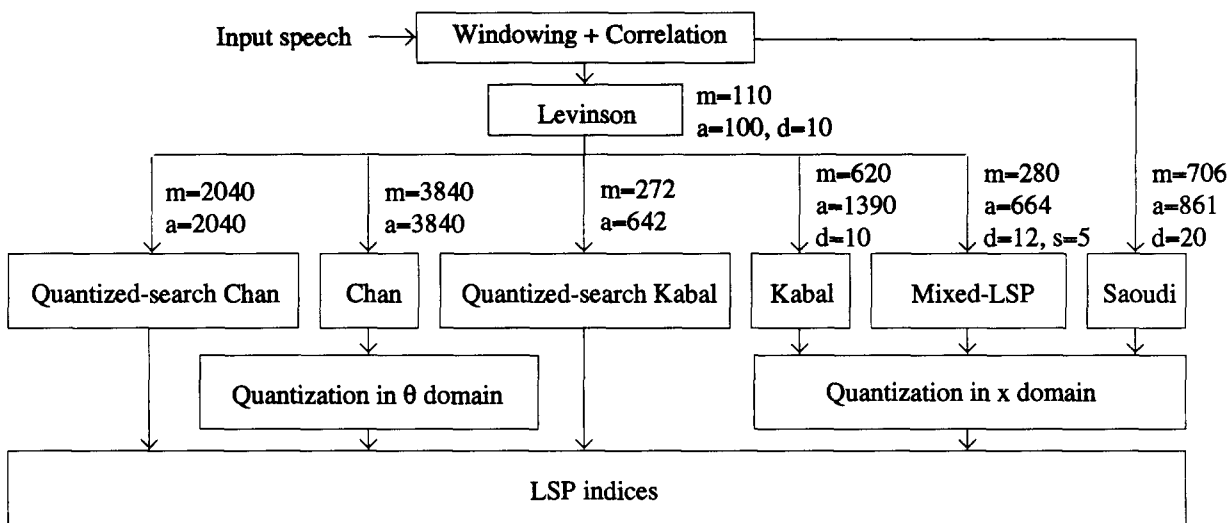 Input speech
Windowing + Correlation
Levinson
m=110
a=100, d=10
m=2040
a=2040
m=3840
a=3840
m=272
a=642
m=620
a=1390
d=10
m=280
a=664
d=12, s=5
m=706
a=861
d=20
Quantized-search Chan
Chan
Quantized-search Kabal
Kabal
Mixed-LSP
Saoudi
Quantization in θ domain
Quantization in x domain
LSP indices